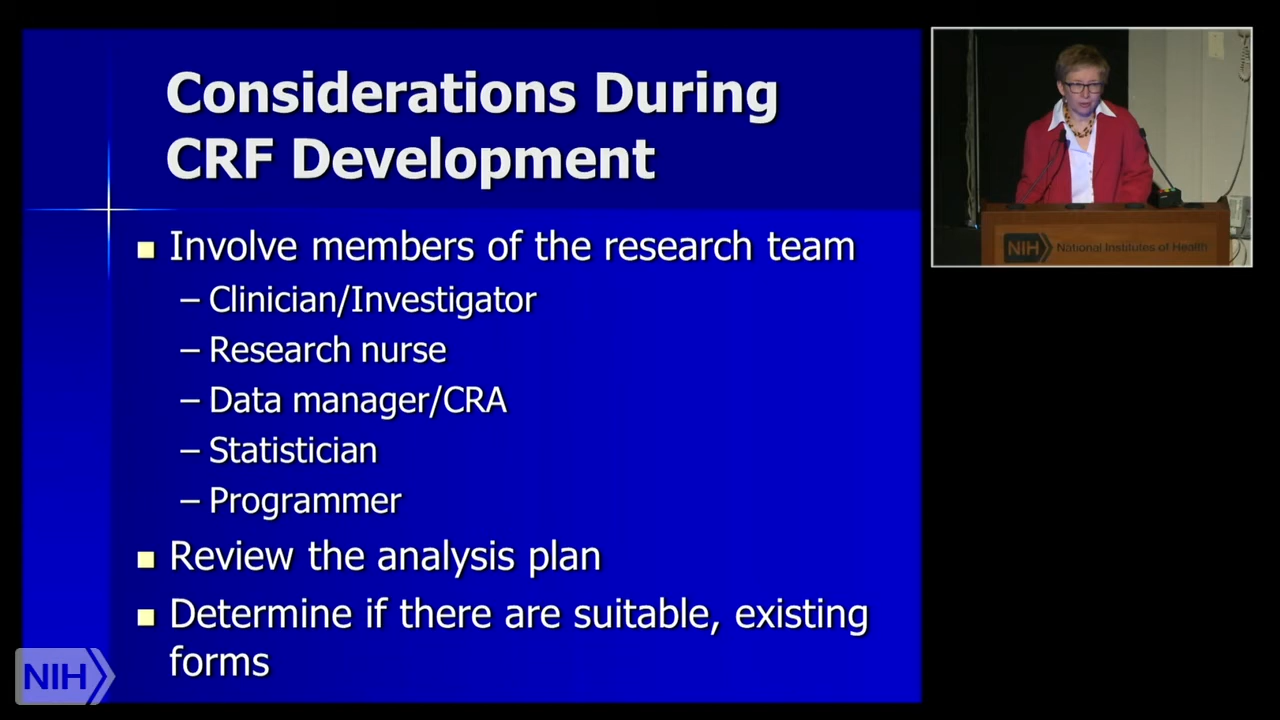 Considerations During
CRF Development
Involve members of the research team
– Clinician/Investigator
– Research nurse
– Data manager/CRA
– Statistician
– Programmer
Review the analysis plan
Determine if there are suitable, existing
forms
NIH
NIH National Institutes of Health